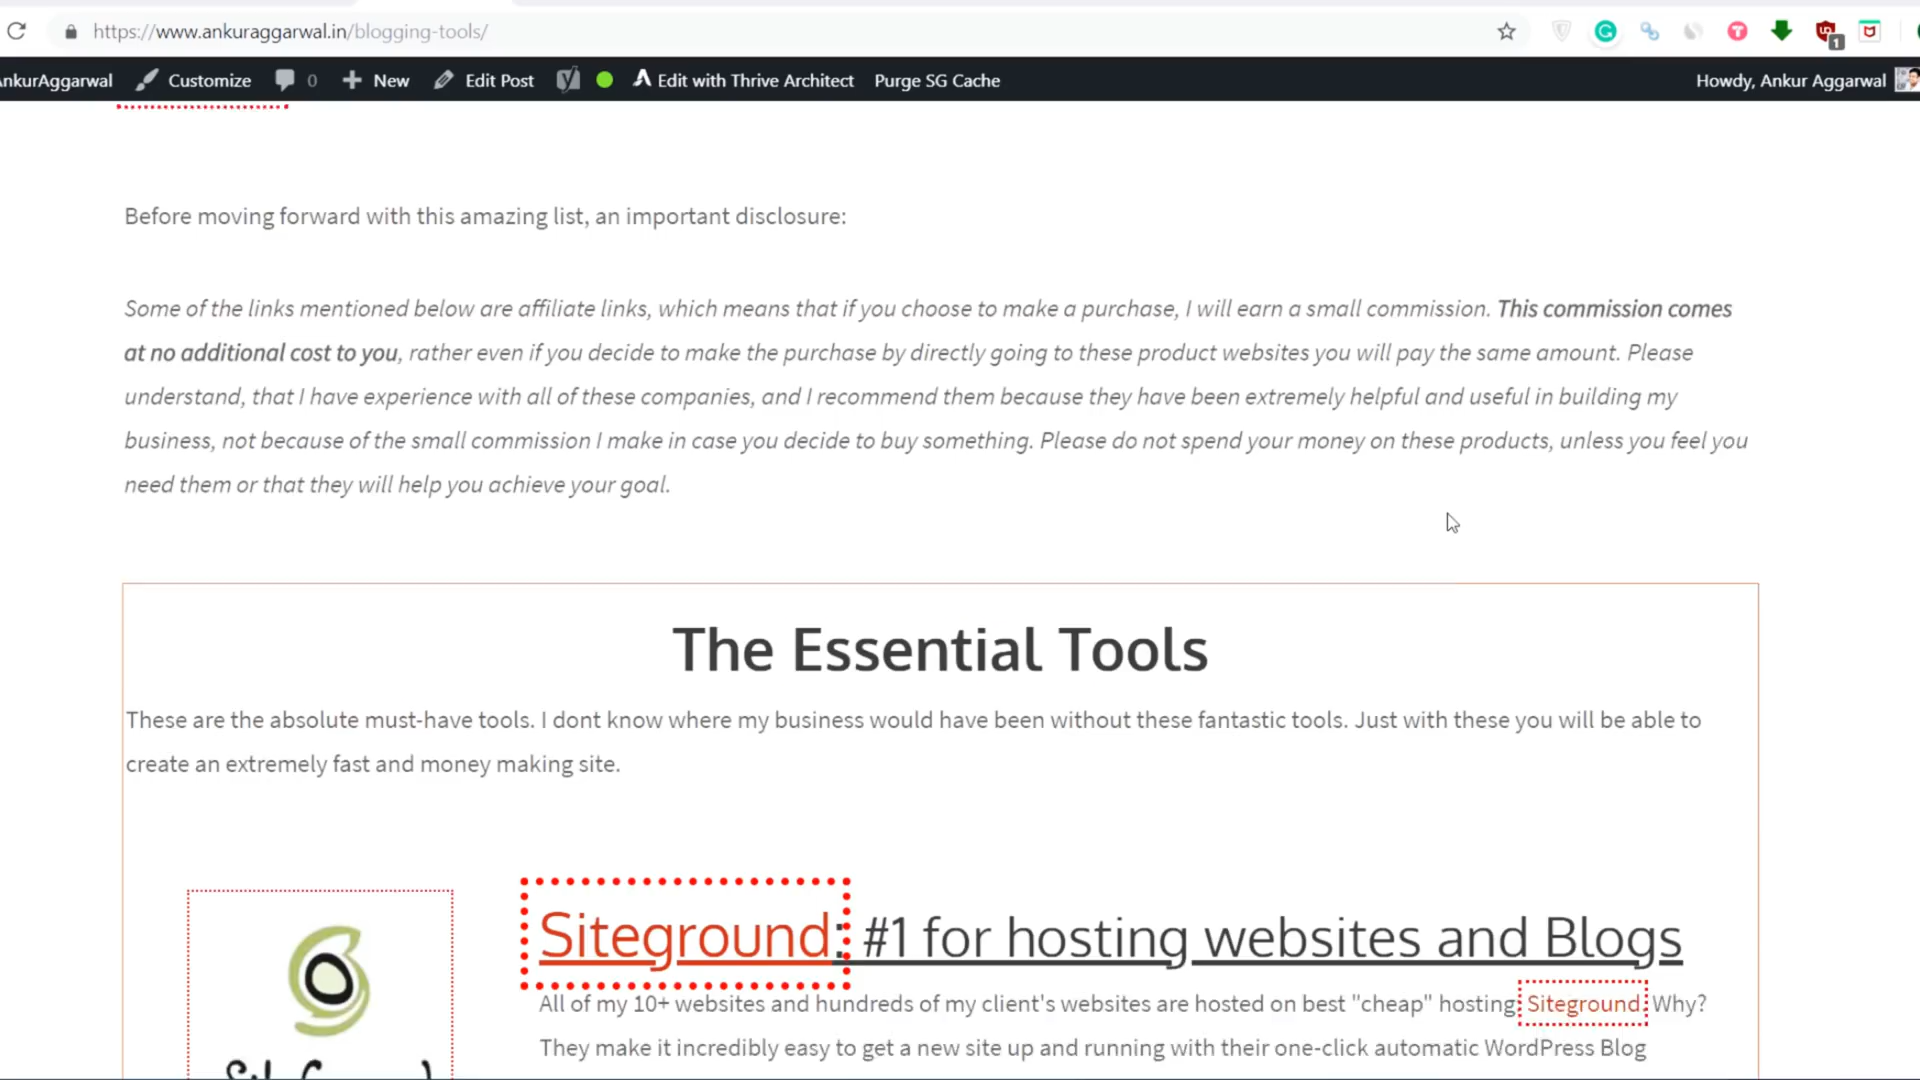 https://www.ankuraggarwal.in/blogging-tools/
1
AnkurAggarwal Customize 0 New Edit Post Edit with Thrive Architect Purge SG Cache Howdy, Ankur Aggarwal
Before moving forward with this amazing list, an important disclosure:
Some of the links mentioned below are affiliate links, which means that if you choose to make a purchase, I will earn a small commission. This commission comes
at no additional cost to you, rather even if you decide to make the purchase by directly going to these product websites you will pay the same amount. Please
understand, that I have experience with all of these companies, and I recommend them because they have been extremely helpful and useful in building my
business, not because of the small commission I make in case you decide to buy something. Please do not spend your money on these products, unless you feel you
need them or that they will help you achieve your goal.
The Essential Tools
These are the absolute must-have tools. I dont know where my business would have been without these fantastic tools. Just with these you will be able to
create an extremely fast and money making site.
Siteground: #1 for hosting websites and Blogs
All of my 10+ websites and hundreds of my client's websites are hosted on best "cheap" hosting Siteground. Why?
They make it incredibly easy to get a new site up and running with their one-click automatic WordPress Blog